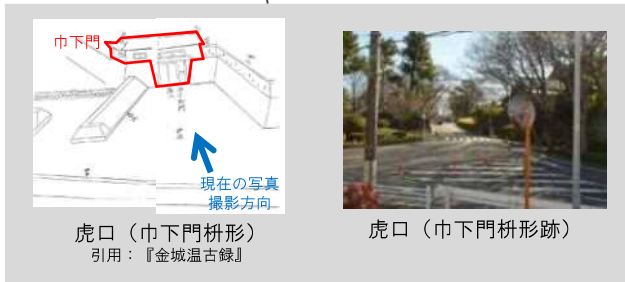 巾下門
現在の写真
撮影方向
虎口（巾下門枡形）
引用：『金城温古録』
虎口（巾下門枡形跡）